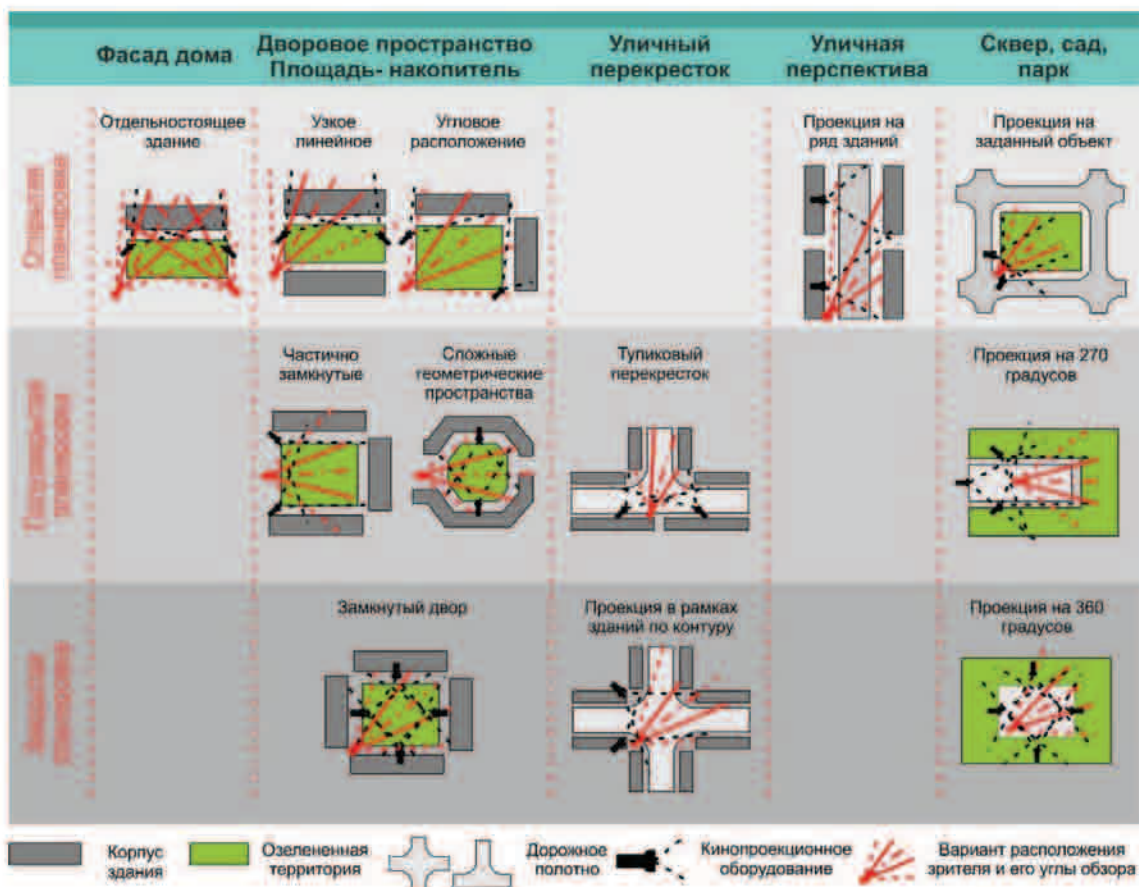 Фасад дома
Дворовое пространство
Площадь- накопитель
Уличный
перекресток
Уличная
перспектива
Сквер, сад,
парк
Отдельностоящее
здание
Узкое
линейное
Угловое
расположение
Проекция на
ряд зданий
Проекция на
заданный объект
Частично
замкнутые
Сложные
геометрические
пространства
Тупиковый
перекресток
Проекция на 270
градусов
Замкнутый двор
Проекция в рамках
зданий по контуру
Проекция на 360
градусов
Корпус
здания
Озелененная
территория
Дорожное
полотно
Кинопроекционное
оборудование
Вариант расположения
зрителя и его углы обзора